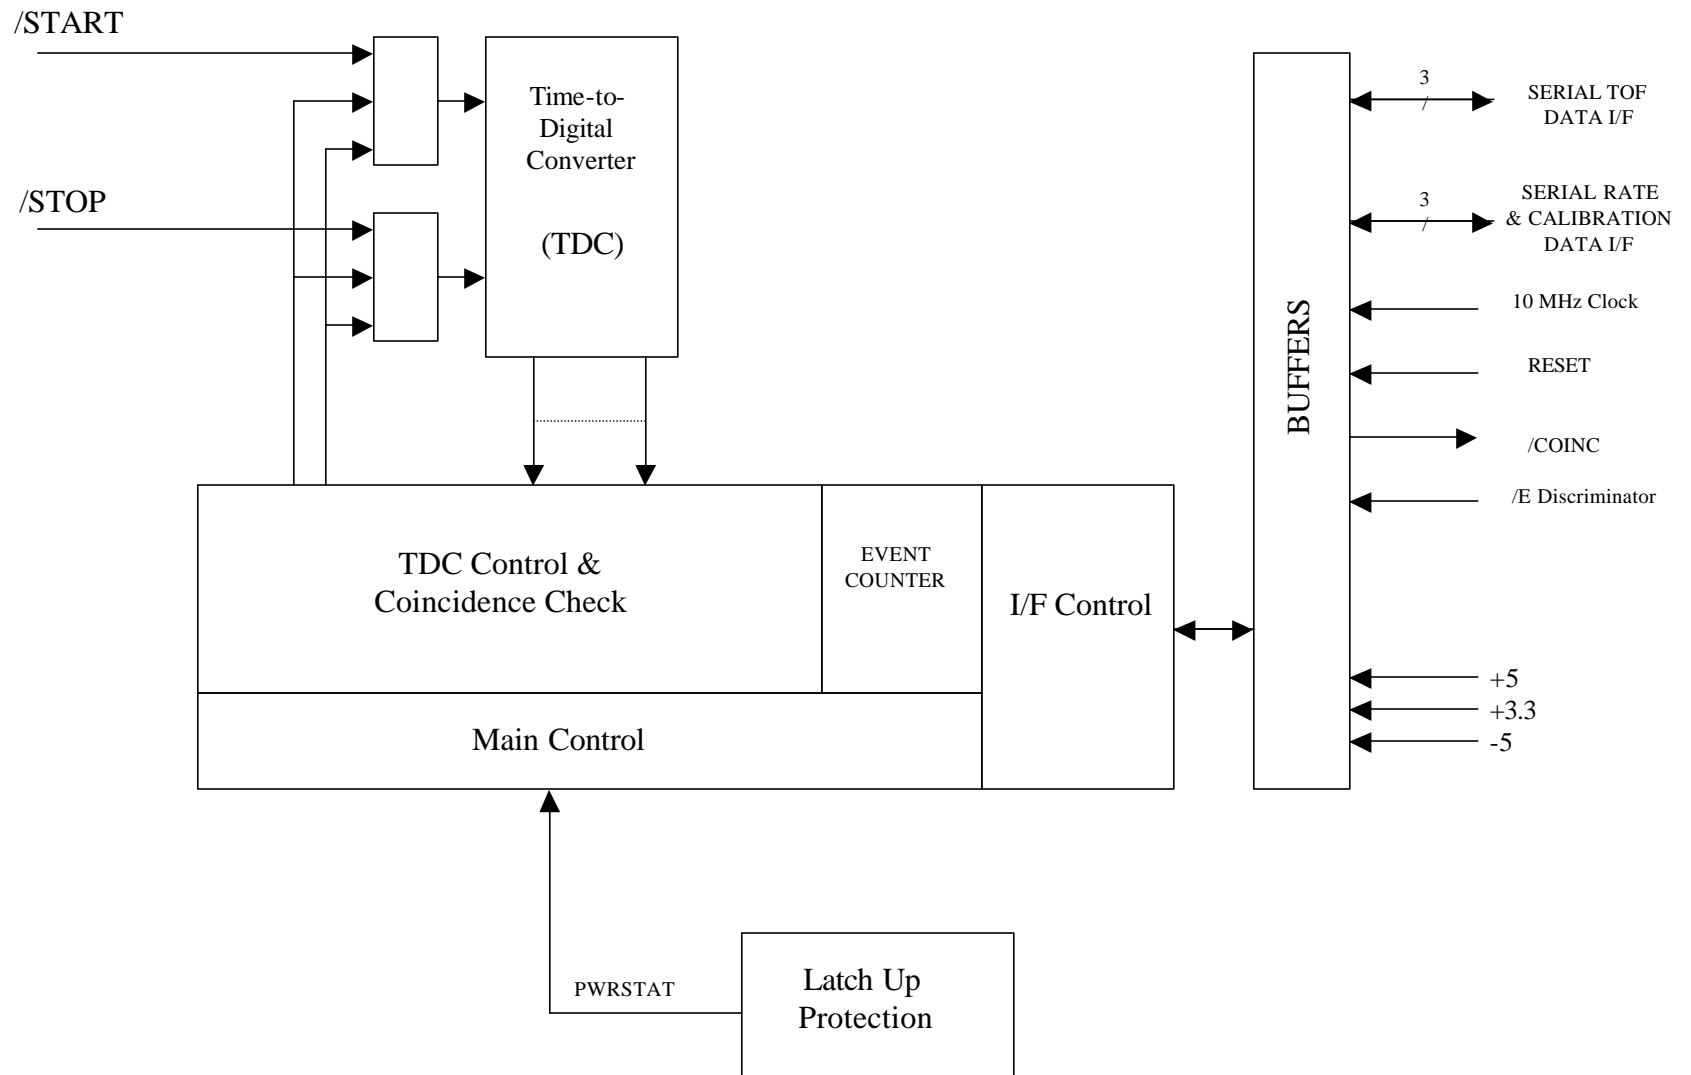 /START
/STOP
Time-to-
Digital
Converter
(TDC)
TDC Control &
Coincidence Check
EVENT
COUNTER
I/F Control
Main Control
PWRSTAT
Latch Up
Protection
BUFFERS
3
/
SERIAL TOF
DATA I/F
3
/
SERIAL RATE
& CALIBRATION
DATA I/F
10 MHz Clock
RESET
/COINC
/E Discriminator
+5
+3.3
-5